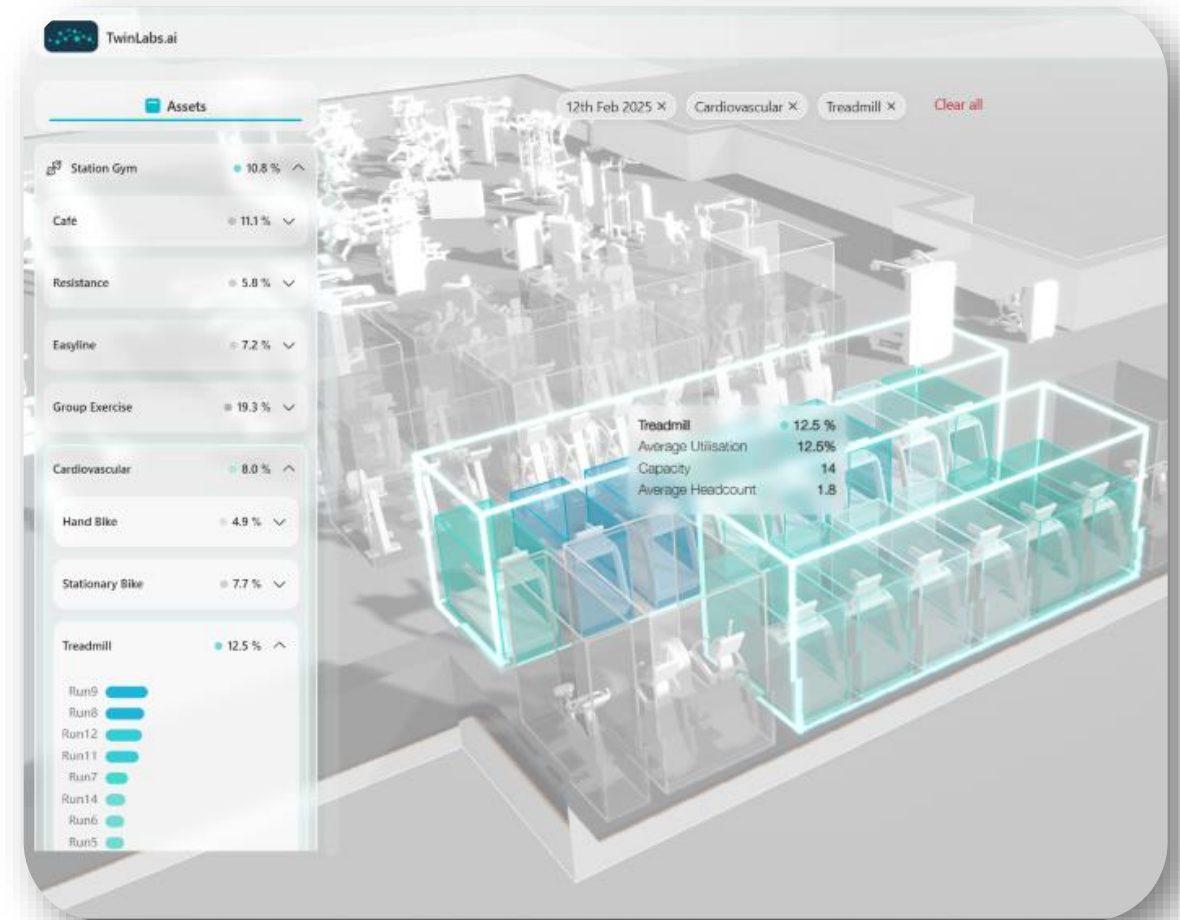 TwinLabs.ai
Assets
12th Feb 2025 ×
Cardiovascular ×
Treadmill ×
Clear all
Station Gym 10.8 %
Café 11.1 %
Resistance 5.8 %
Easyline 7.2 %
Group Exercise 19.3 %
Cardiovascular 8.0 %
Hand Bike 4.9 %
Stationary Bike 7.7 %
Treadmill 12.5 %
Run9
Run8
Run12
Run11
Run7
Run14
Run6
Run5
Treadmill 12.5 %
Average Utilisation 12.5%
Capacity 14
Average Headcount 1.8